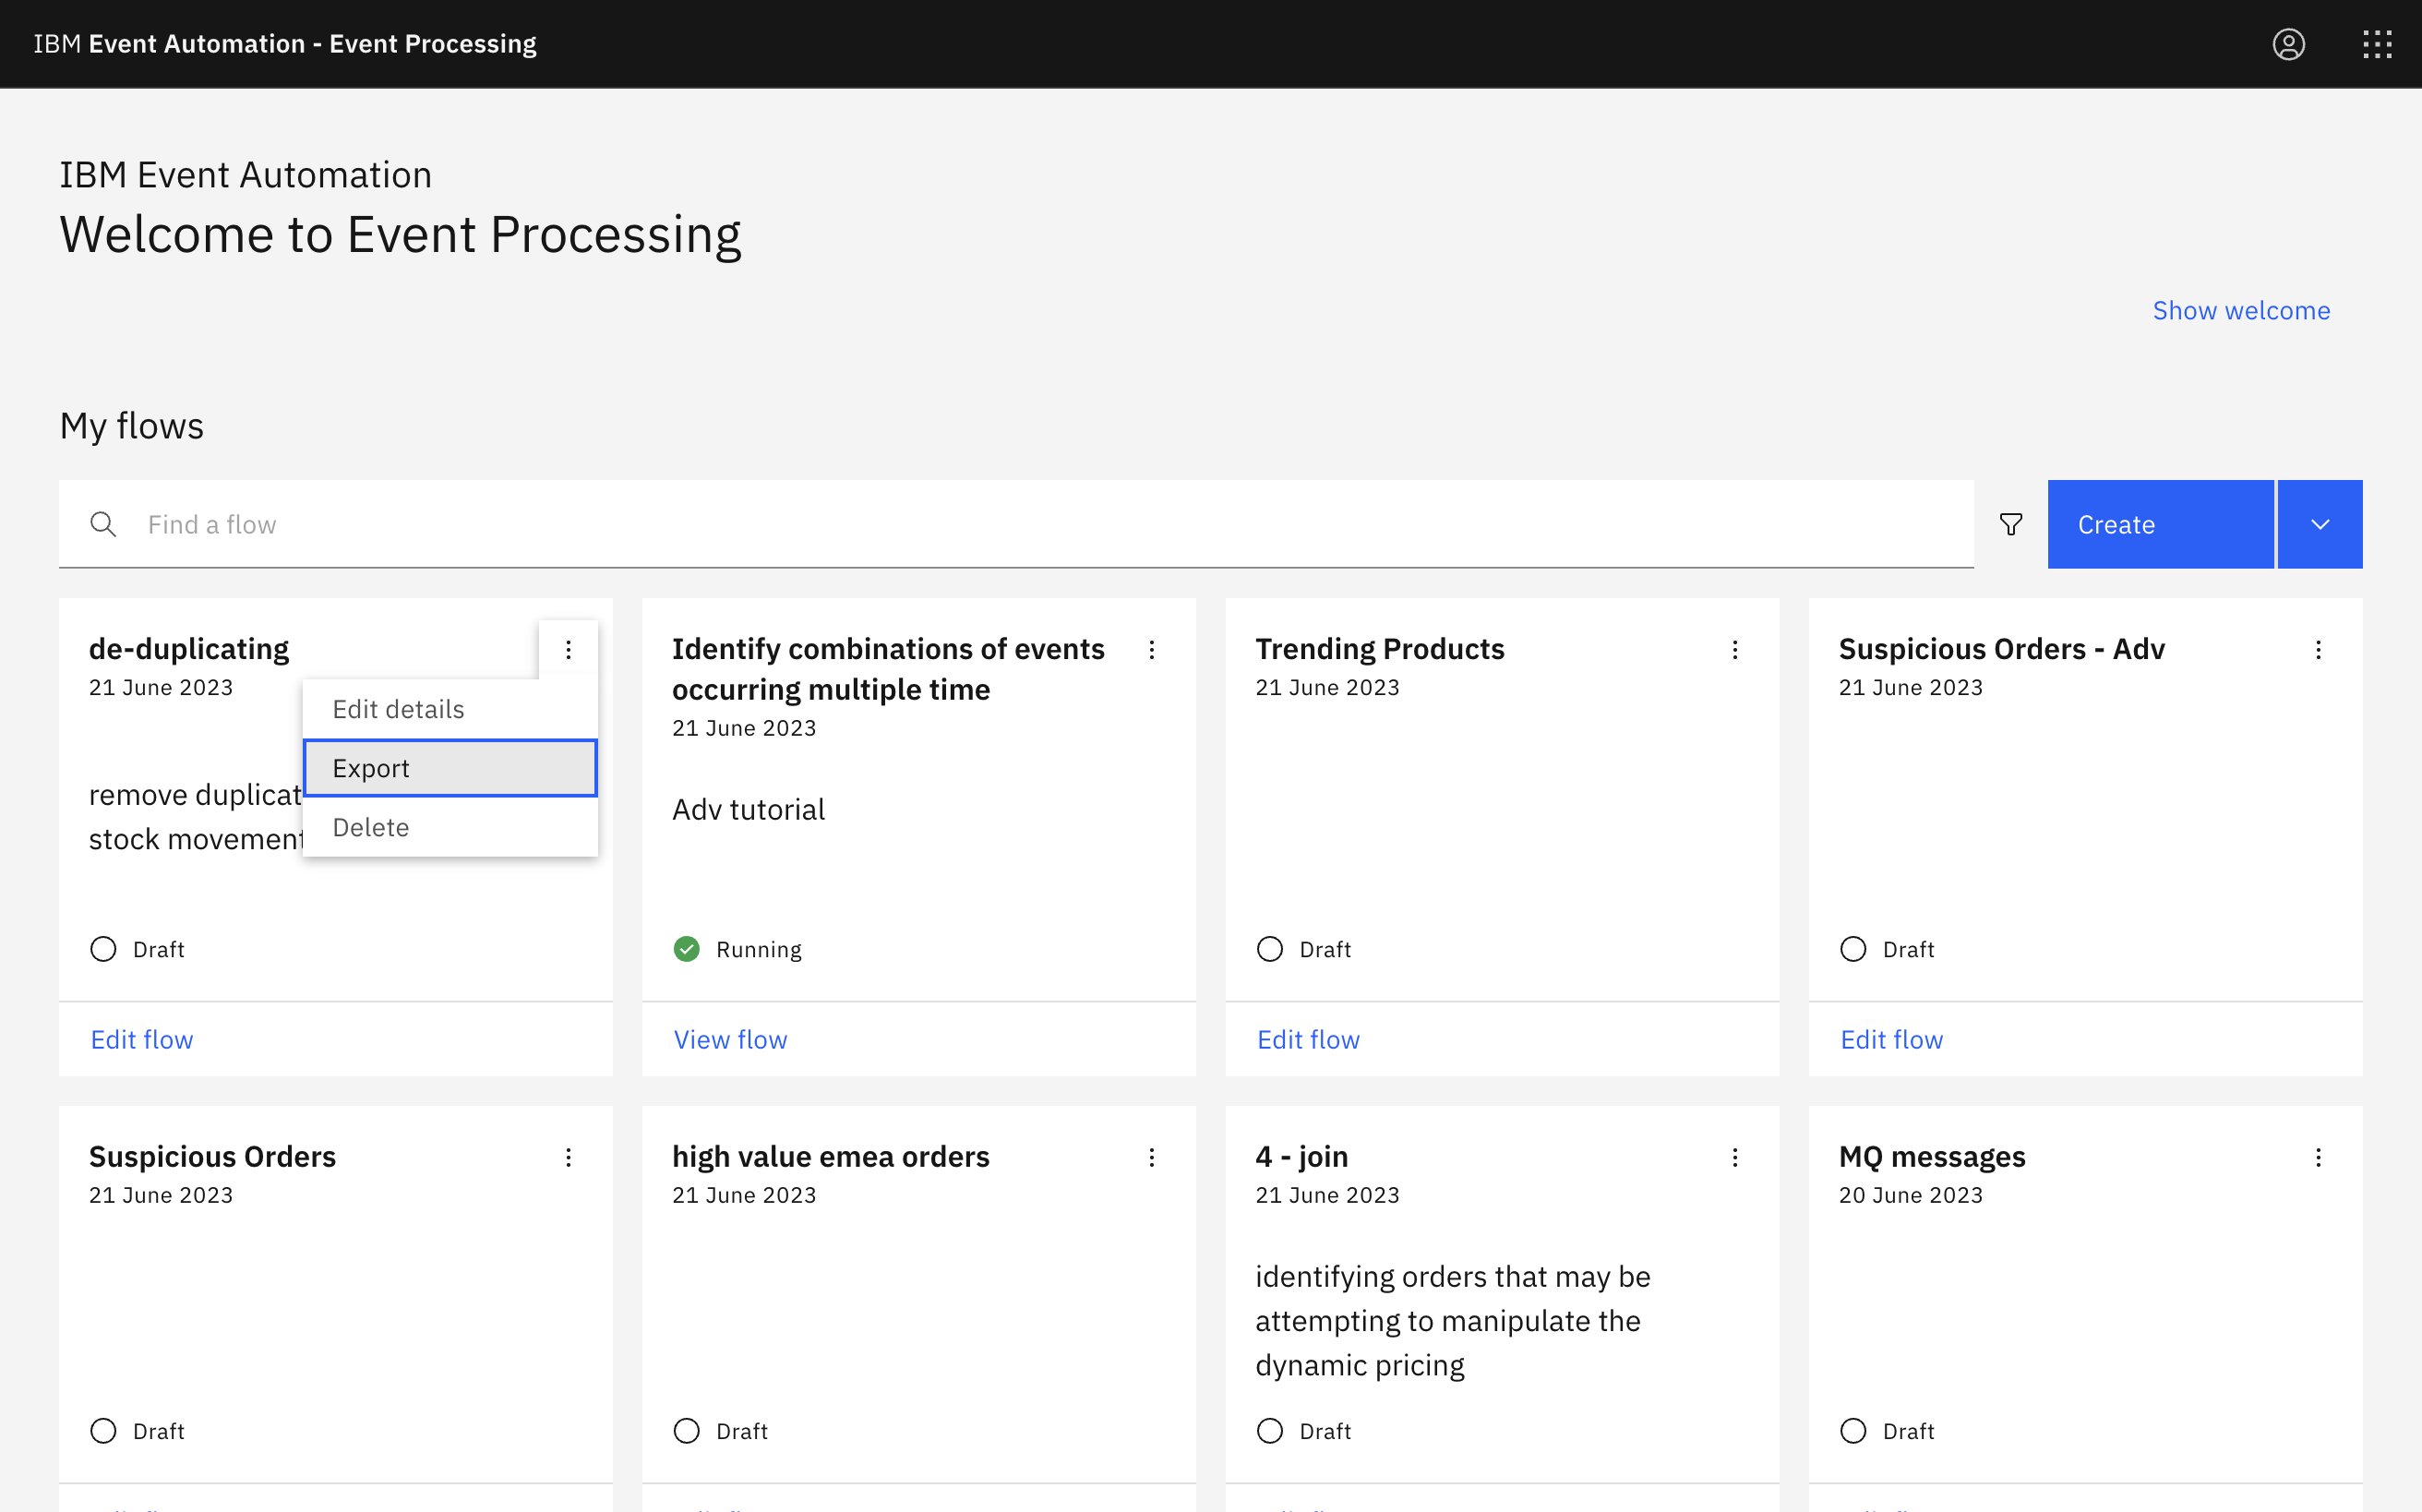 IBM Event Automation - Event Processing
IBM Event Automation
Welcome to Event Processing
Show welcome
My flows
Find a flow
Create
de-duplicating
21 June 2023
Edit details
Export
Delete
remove
stock
Draft
Edit flow
Identify combinations of events
occurring multiple time
21 June 2023
Adv tutorial
Running
View flow
Trending Products
21 June 2023
Draft
Edit flow
Suspicious Orders - Adv
21 June 2023
Draft
Edit flow
Suspicious Orders
21 June 2023
Draft
high value emea orders
21 June 2023
Draft
4 - join
21 June 2023
identifying orders that may be
attempting to manipulate the
dynamic pricing
Draft
MQ messages
20 June 2023
Draft